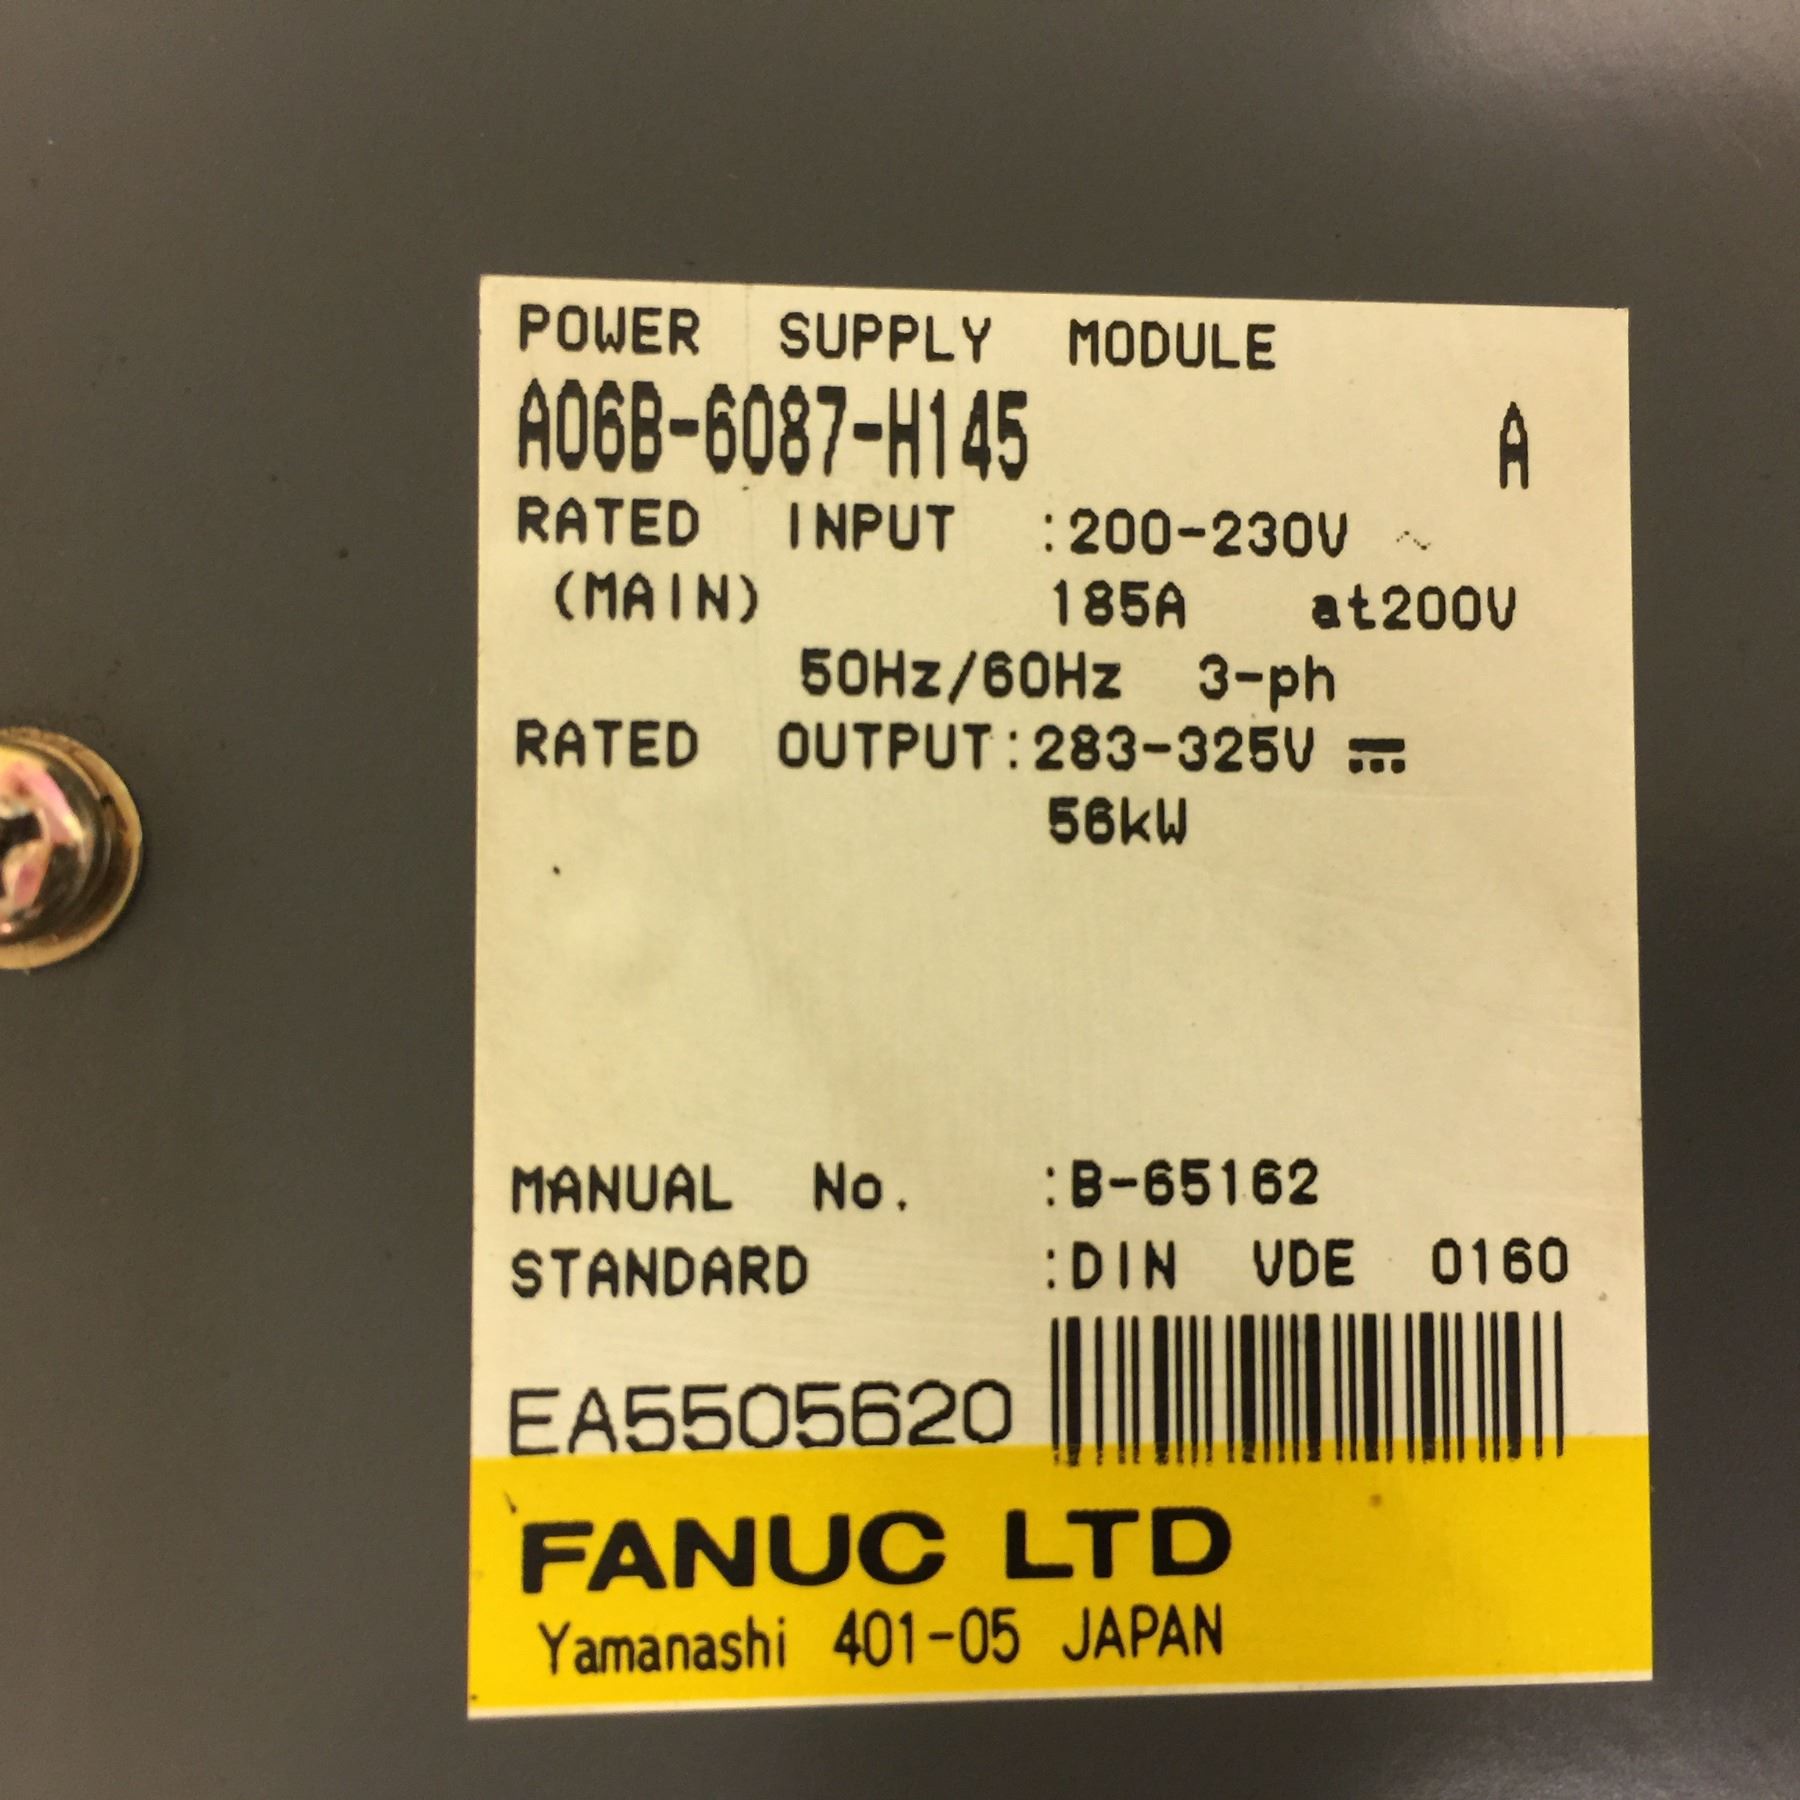 POWER SUPPLY MODULE
A06B-6087-H145 A
RATED INPUT :200-230V ~
(MAIN) 185A at200V
50Hz/60Hz 3-ph
RATED OUTPUT:283-325V ⎓
56kW
MANUAL No. :B-65162
STANDARD :DIN VDE 0160
EA5505620
FANUC LTD
Yamanashi 401-05 JAPAN